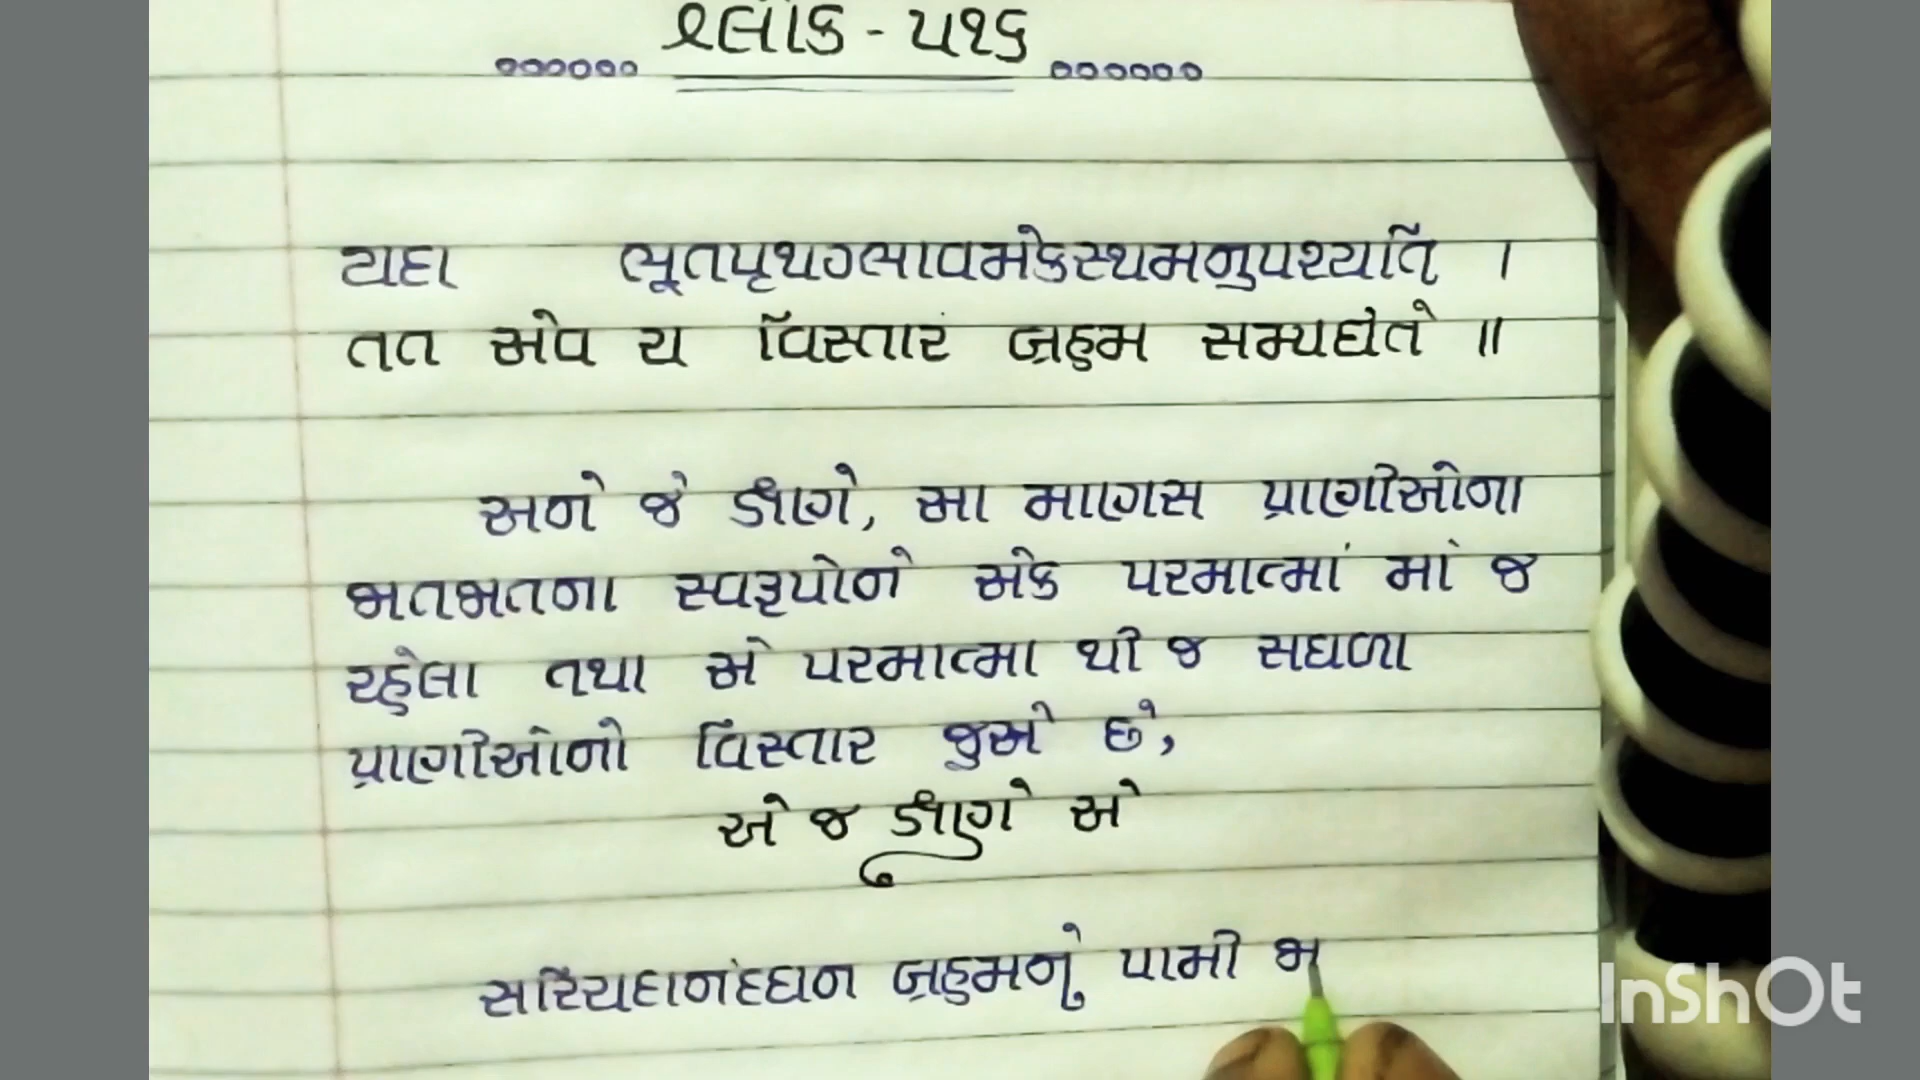 શ્લોક - ૫૧૬
યદા ભૂતપૃથગ્ભાવમેકસ્થમનુપશ્યતિ ।
તત એવ ચ વિસ્તારં બ્રહ્મ સમ્પદ્યતે ॥
અને જે ક્ષણે, આ માણસ પ્રાણીઓના
ભતભતના સ્વરૂપોને એક પરમાત્માં માં જ
રહેલા તથા એ પરમાત્મા થી જ સઘળા
પ્રાણીઓનો વિસ્તાર જુએ છે,
એ જ ક્ષણે એ
સચ્ચિદાનંદઘન બ્રહ્મને પામી
InShOt